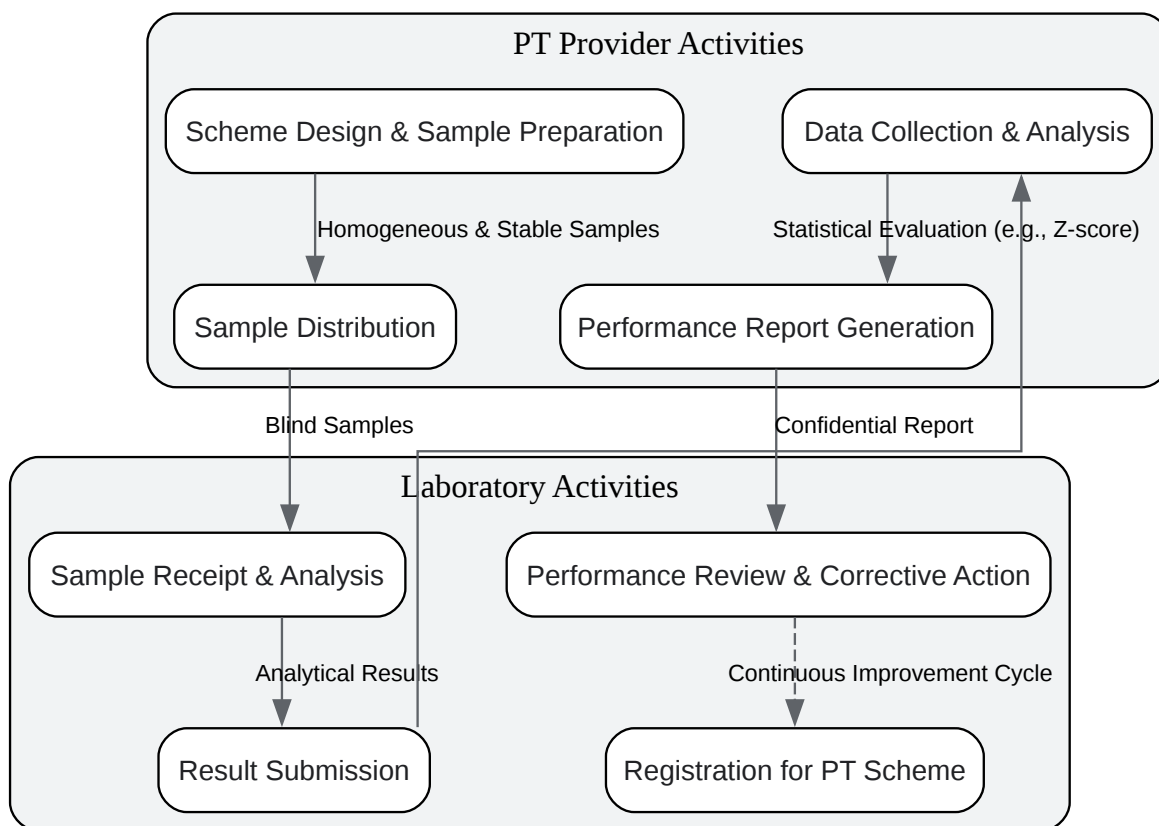 PT Provider Activities
Scheme Design & Sample Preparation
Data Collection & Analysis
Homogeneous & Stable Samples
Statistical Evaluation (e.g., Z-score)
Sample Distribution
Performance Report Generation
Blind Samples
Confidential Report
Laboratory Activities
Sample Receipt & Analysis
Performance Review & Corrective Action
Analytical Results
Continuous Improvement Cycle
Result Submission
Registration for PT Scheme